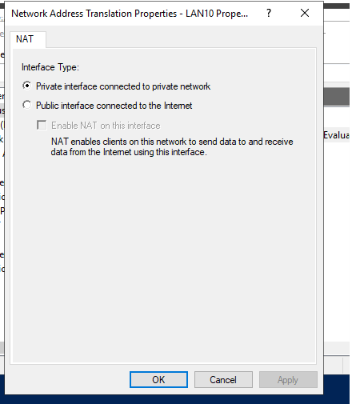 Network Address Translation Properties - LAN10 Prope... ? ×
NAT
Interface Type:
Private interface connected to private network
Public interface connected to the Internet
Enable NAT on this interface
NAT enables clients on this network to send data to and receive
data from the Internet using this interface.
Evalua
OK Cancel Apply